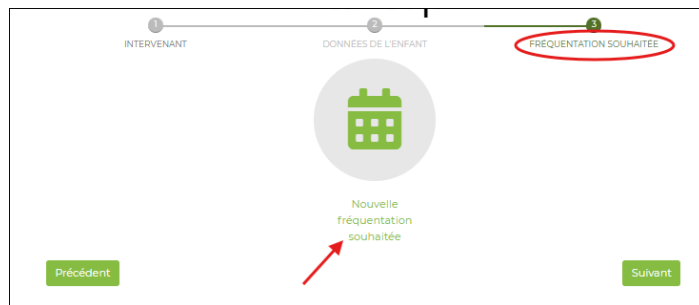 1 2 3
INTERVENANT DONNÉES DE L'ENFANT FRÉQUENTATION SOUHAITÉE
Nouvelle
fréquentation
souhaitée
Précédent Suivant